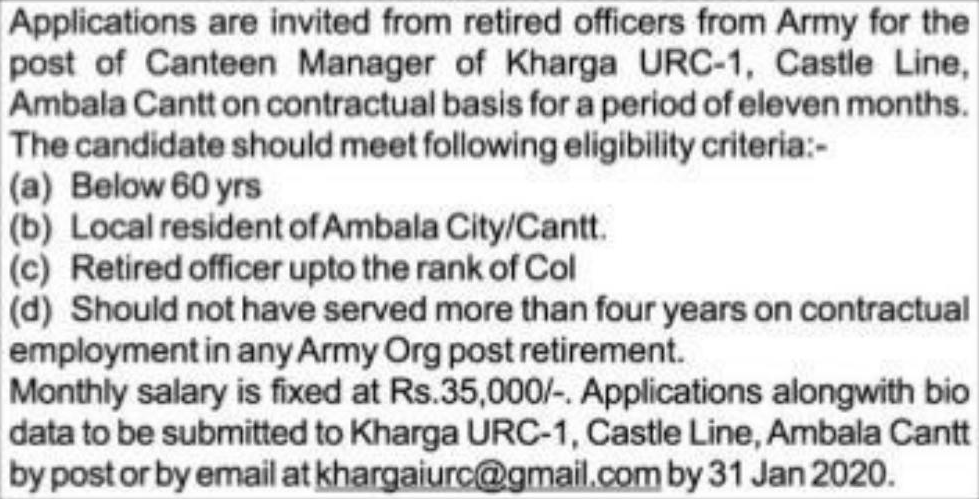 Applications are invited from retired officers from Army for the
post of Canteen Manager of Kharga URC-1, Castle Line,
Ambala Cantt on contractual basis for a period of eleven months.
The candidate should meet following eligibility criteria:-
(a) Below 60 yrs
(b) Local resident of Ambala City/Cantt.
(c) Retired officer upto the rank of Col
(d) Should not have served more than four years on contractual
employment in any Army Org post retirement.
Monthly salary is fixed at Rs.35,000/-. Applications alongwith bio
data to be submitted to Kharga URC-1, Castle Line, Ambala Cantt
by post or by email at khargaiurc@gmail.com by 31 Jan 2020.